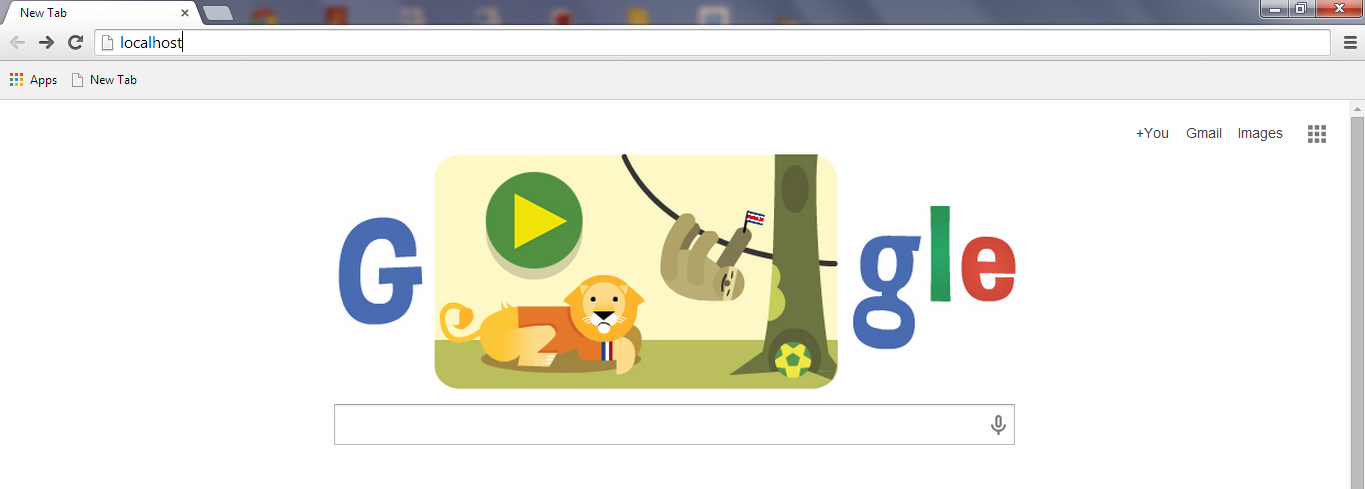 New Tab
localhost
Apps New Tab
+You Gmail Images
G gle